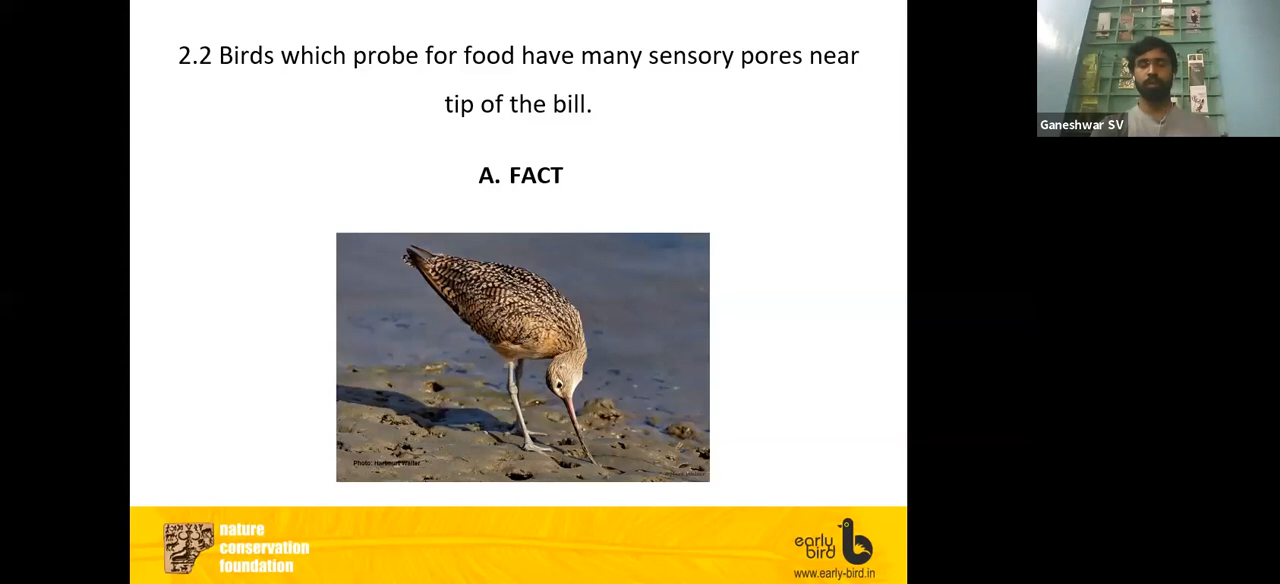 2.2 Birds which probe for food have many sensory pores near
tip of the bill.
A. FACT
Ganeshwar SV
Photo:
nature
conservation
foundation
early
bird
www.early-bird.in